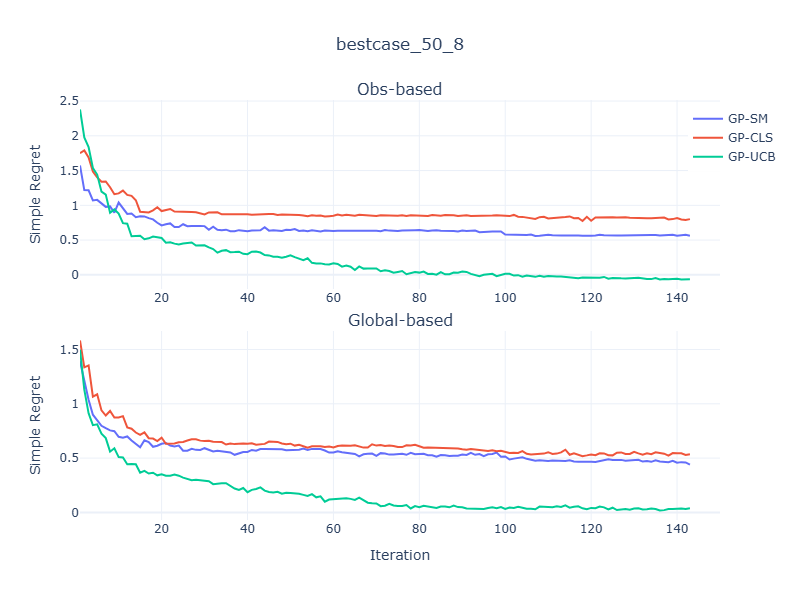 bestcase_50_8
Obs-based
2.5
2
1.5
1
0.5
0
Simple Regret
20 40 60 80 100 120 140
GP-SM
GP-CLS
GP-UCB
Global-based
1.5
1
0.5
0
Simple Regret
20 40 60 80 100 120 140
Iteration